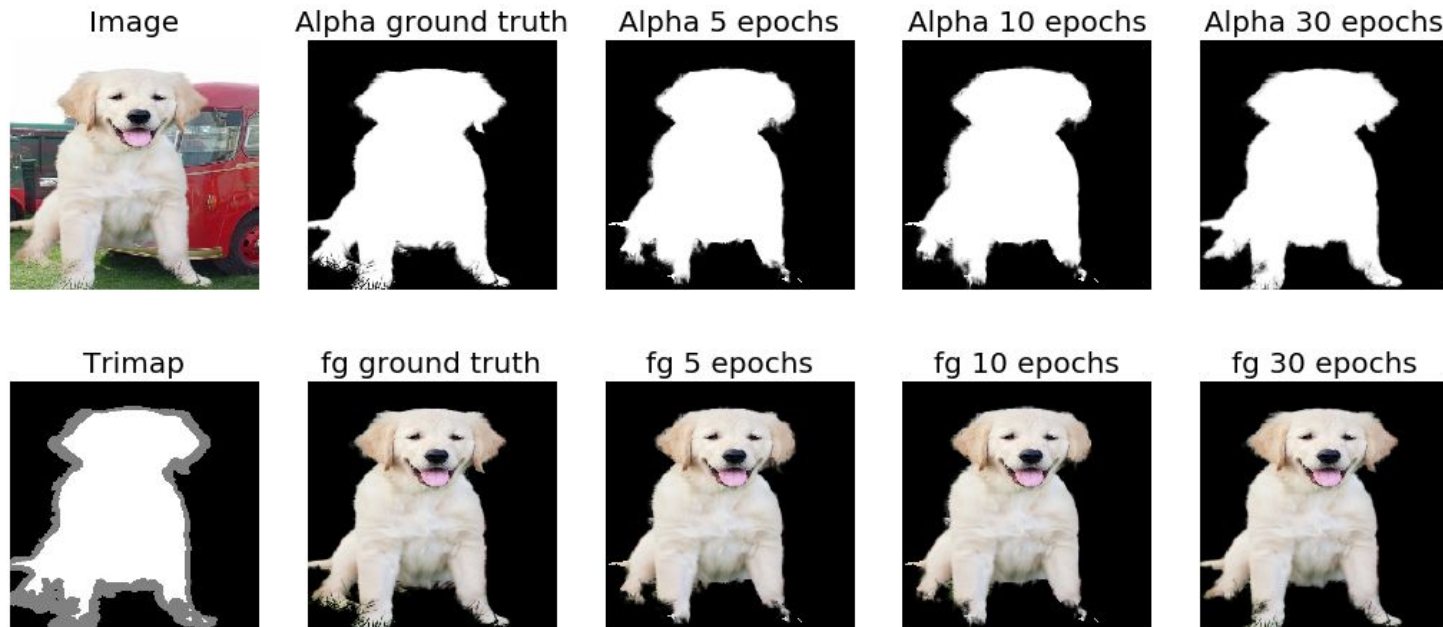 Image
Alpha ground truth
Alpha 5 epochs
Alpha 10 epochs
Alpha 30 epochs
Trimap
fg ground truth
fg 5 epochs
fg 10 epochs
fg 30 epochs